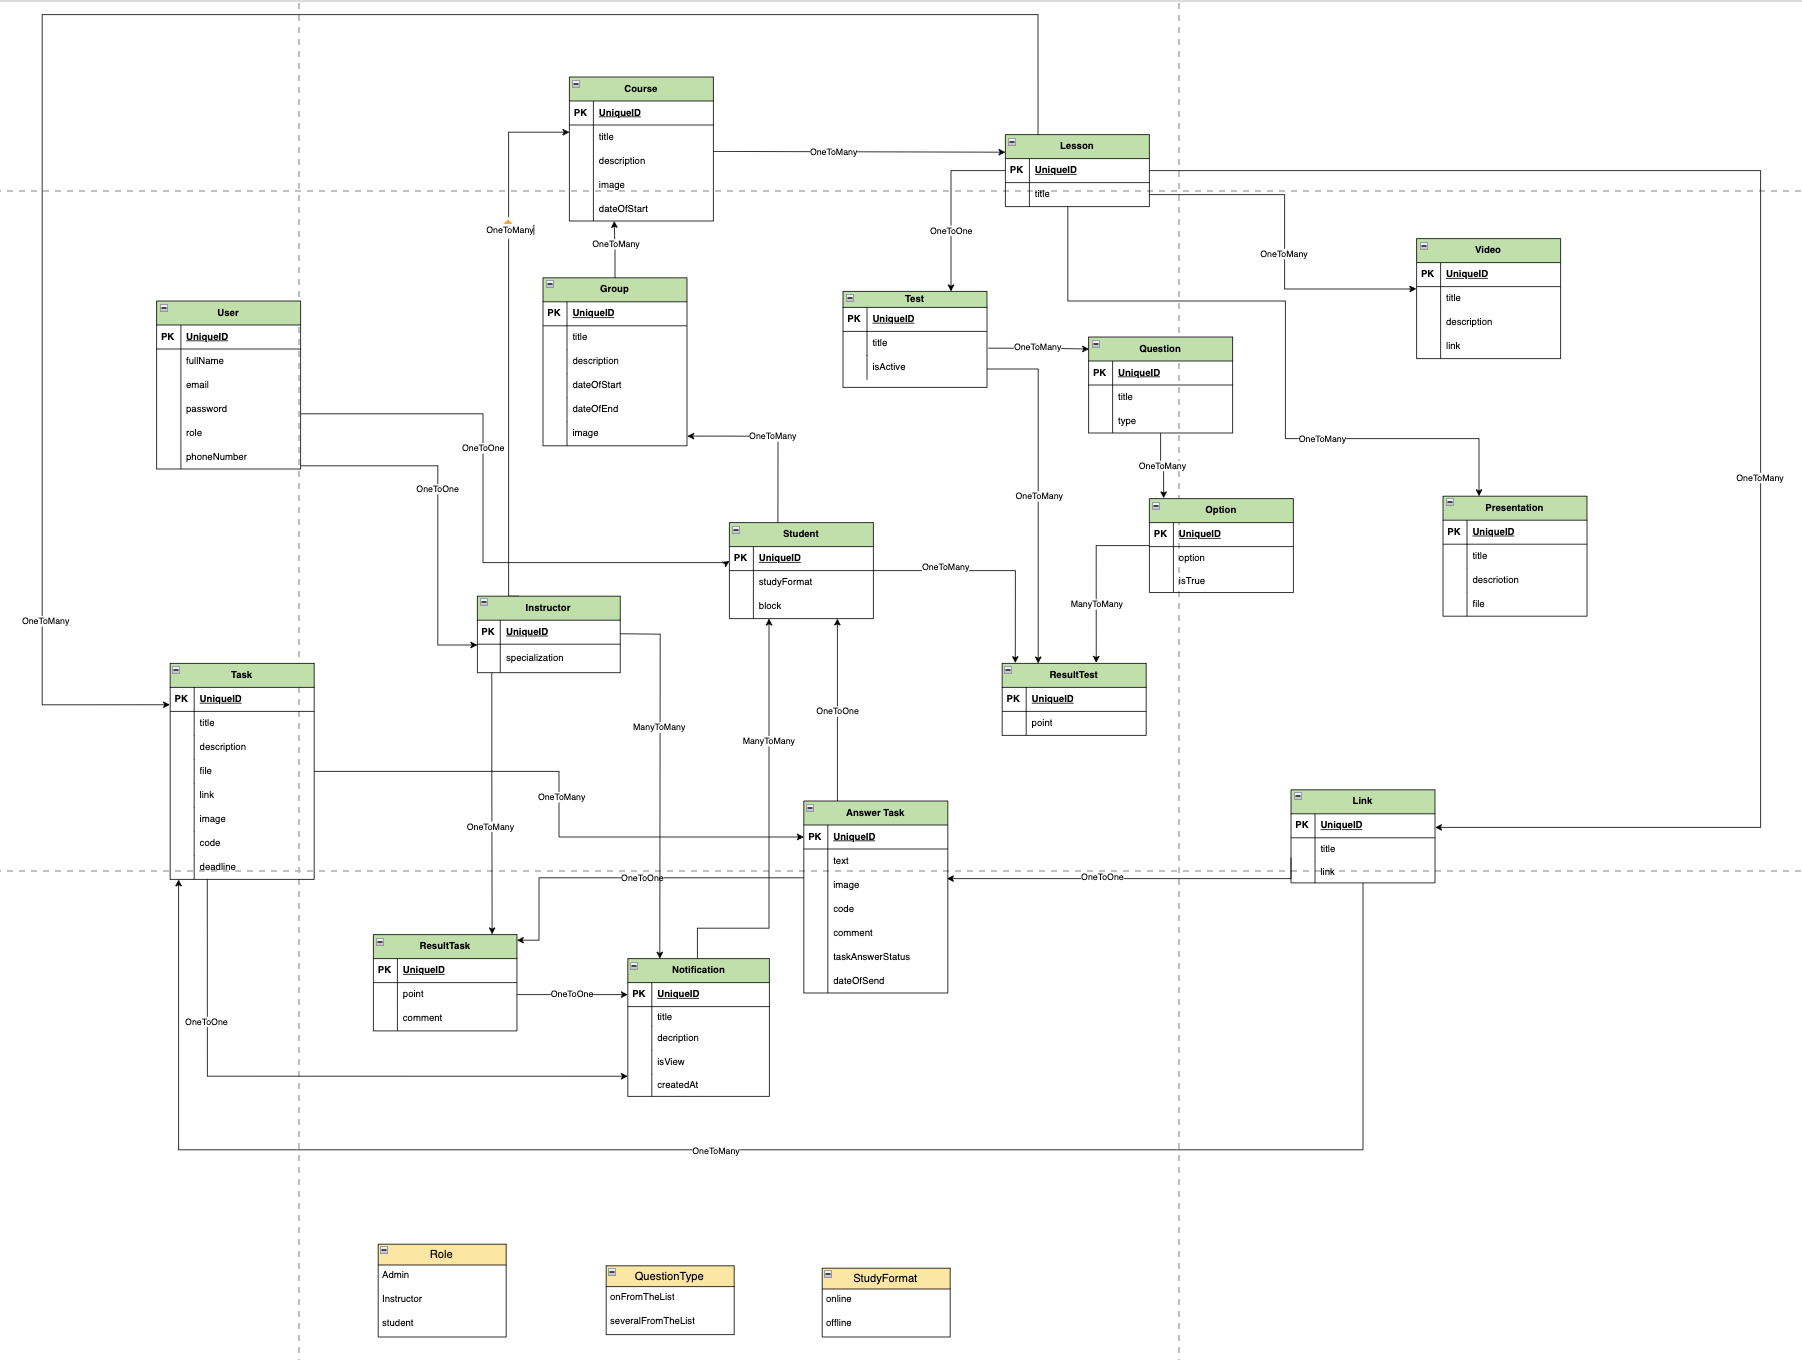 Course
PK UniqueID
title
description
image
dateOfStart
OneToMany
Lesson
PK UniqueID
title
OneToMany
OneToMany
OneToOne
OneToMany
Video
PK UniqueID
title
description
link
User
PK UniqueID
fullName
email
password
role
phoneNumber
Group
PK UniqueID
title
description
dateOfStart
dateOfEnd
image
Test
PK UniqueID
title
isActive
OneToMany
Question
PK UniqueID
title
type
OneToMany
OneToOne
OneToMany
OneToMany
OneToMany
OneToOne
OneToMany
Option
PK UniqueID
option
isTrue
Presentation
PK UniqueID
title
descriotion
file
Student
PK UniqueID
studyFormat
block
OneToMany
ManyToMany
OneToMany
Instructor
PK UniqueID
specialization
Task
PK UniqueID
title
description
file
link
image
code
deadline
ResultTest
PK UniqueID
point
OneToOne
ManyToMany
ManyToMany
OneToMany
OneToMany
Answer Task
PK UniqueID
text
image
code
comment
taskAnswerStatus
dateOfSend
Link
PK UniqueID
title
link
OneToOne
OneToOne
ResultTask
PK UniqueID
point
comment
OneToOne
Notification
PK UniqueID
title
decription
isView
createdAt
OneToOne
OneToMany
Role
Admin
Instructor
student
QuestionType
onFromTheList
severalFromTheList
StudyFormat
online
offline